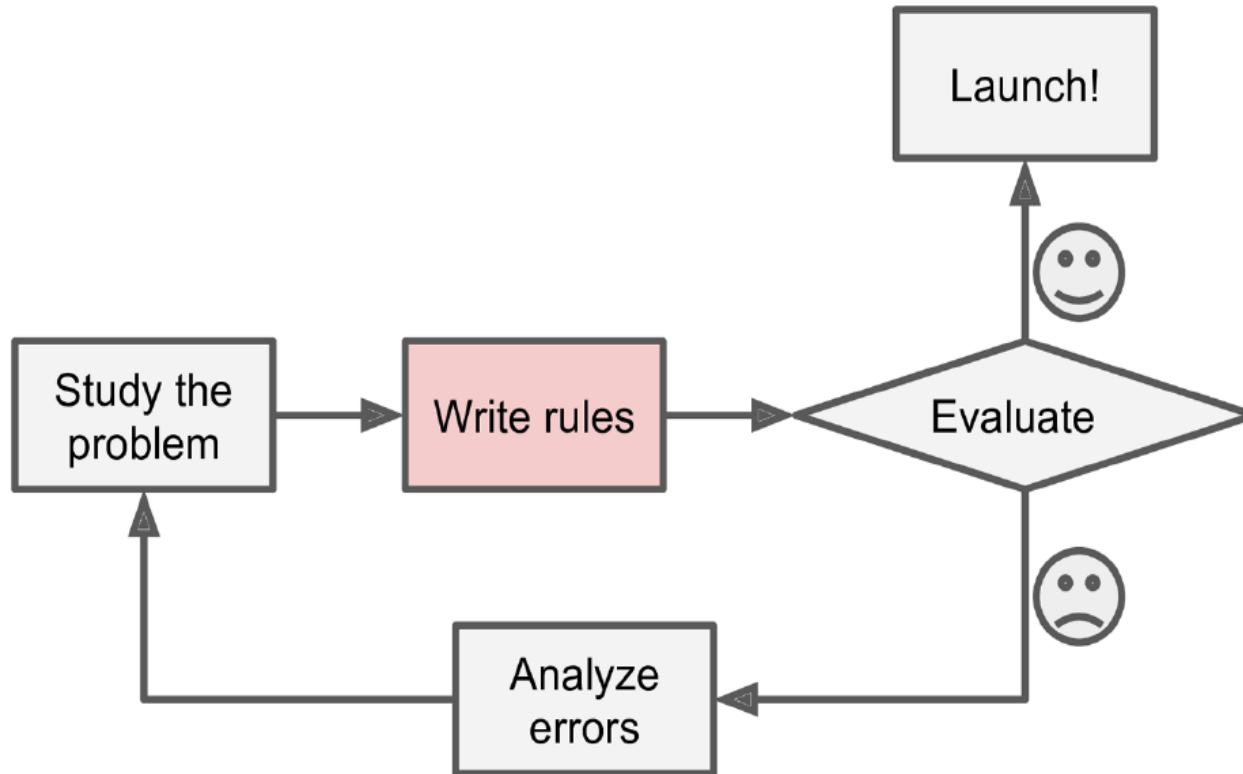 Launch!
Study the
problem
Write rules
Evaluate
Analyze
errors